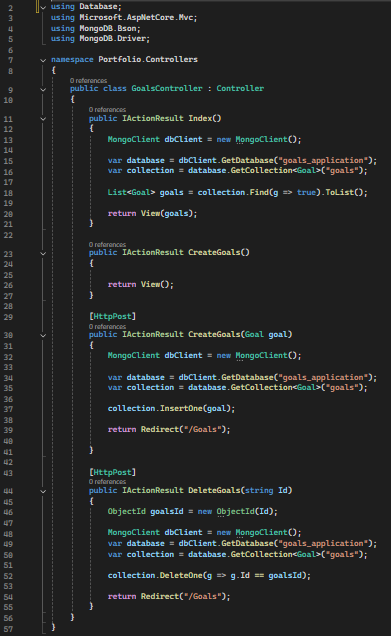 2 using Database;
3 using Microsoft.AspNetCore.Mvc;
4 using MongoDB.Bson;
5 using MongoDB.Driver;
6
7 namespace Portfolio.Controllers
8 {
0 references
9 public class GoalsController : Controller
10 {
0 references
11 public IActionResult Index()
12 {
13 MongoClient dbClient = new MongoClient();
14
15 var database = dbClient.GetDatabase("goals_application");
16 var collection = database.GetCollection<Goal>("goals");
17
18 List<Goal> goals = collection.Find(g => true).ToList();
19
20 return View(goals);
21 }
22
0 references
23 public IActionResult CreateGoals()
24 {
25
26 return View();
27 }
28
29 [HttpPost]
0 references
30 public IActionResult CreateGoals(Goal goal)
31 {
32 MongoClient dbClient = new MongoClient();
33
34 var database = dbClient.GetDatabase("goals_application");
35 var collection = database.GetCollection<Goal>("goals");
36
37 collection.InsertOne(goal);
38
39 return Redirect("/Goals");
40
41 }
42
43 [HttpPost]
0 references
44 public IActionResult DeleteGoals(string Id)
45 {
46 ObjectId goalsId = new ObjectId(Id);
47
48 MongoClient dbClient = new MongoClient();
49 var database = dbClient.GetDatabase("goals_application");
50 var collection = database.GetCollection<Goal>("goals");
51
52 collection.DeleteOne(g => g.Id == goalsId);
53
54 return Redirect("/Goals");
55 }
56 }
57 }